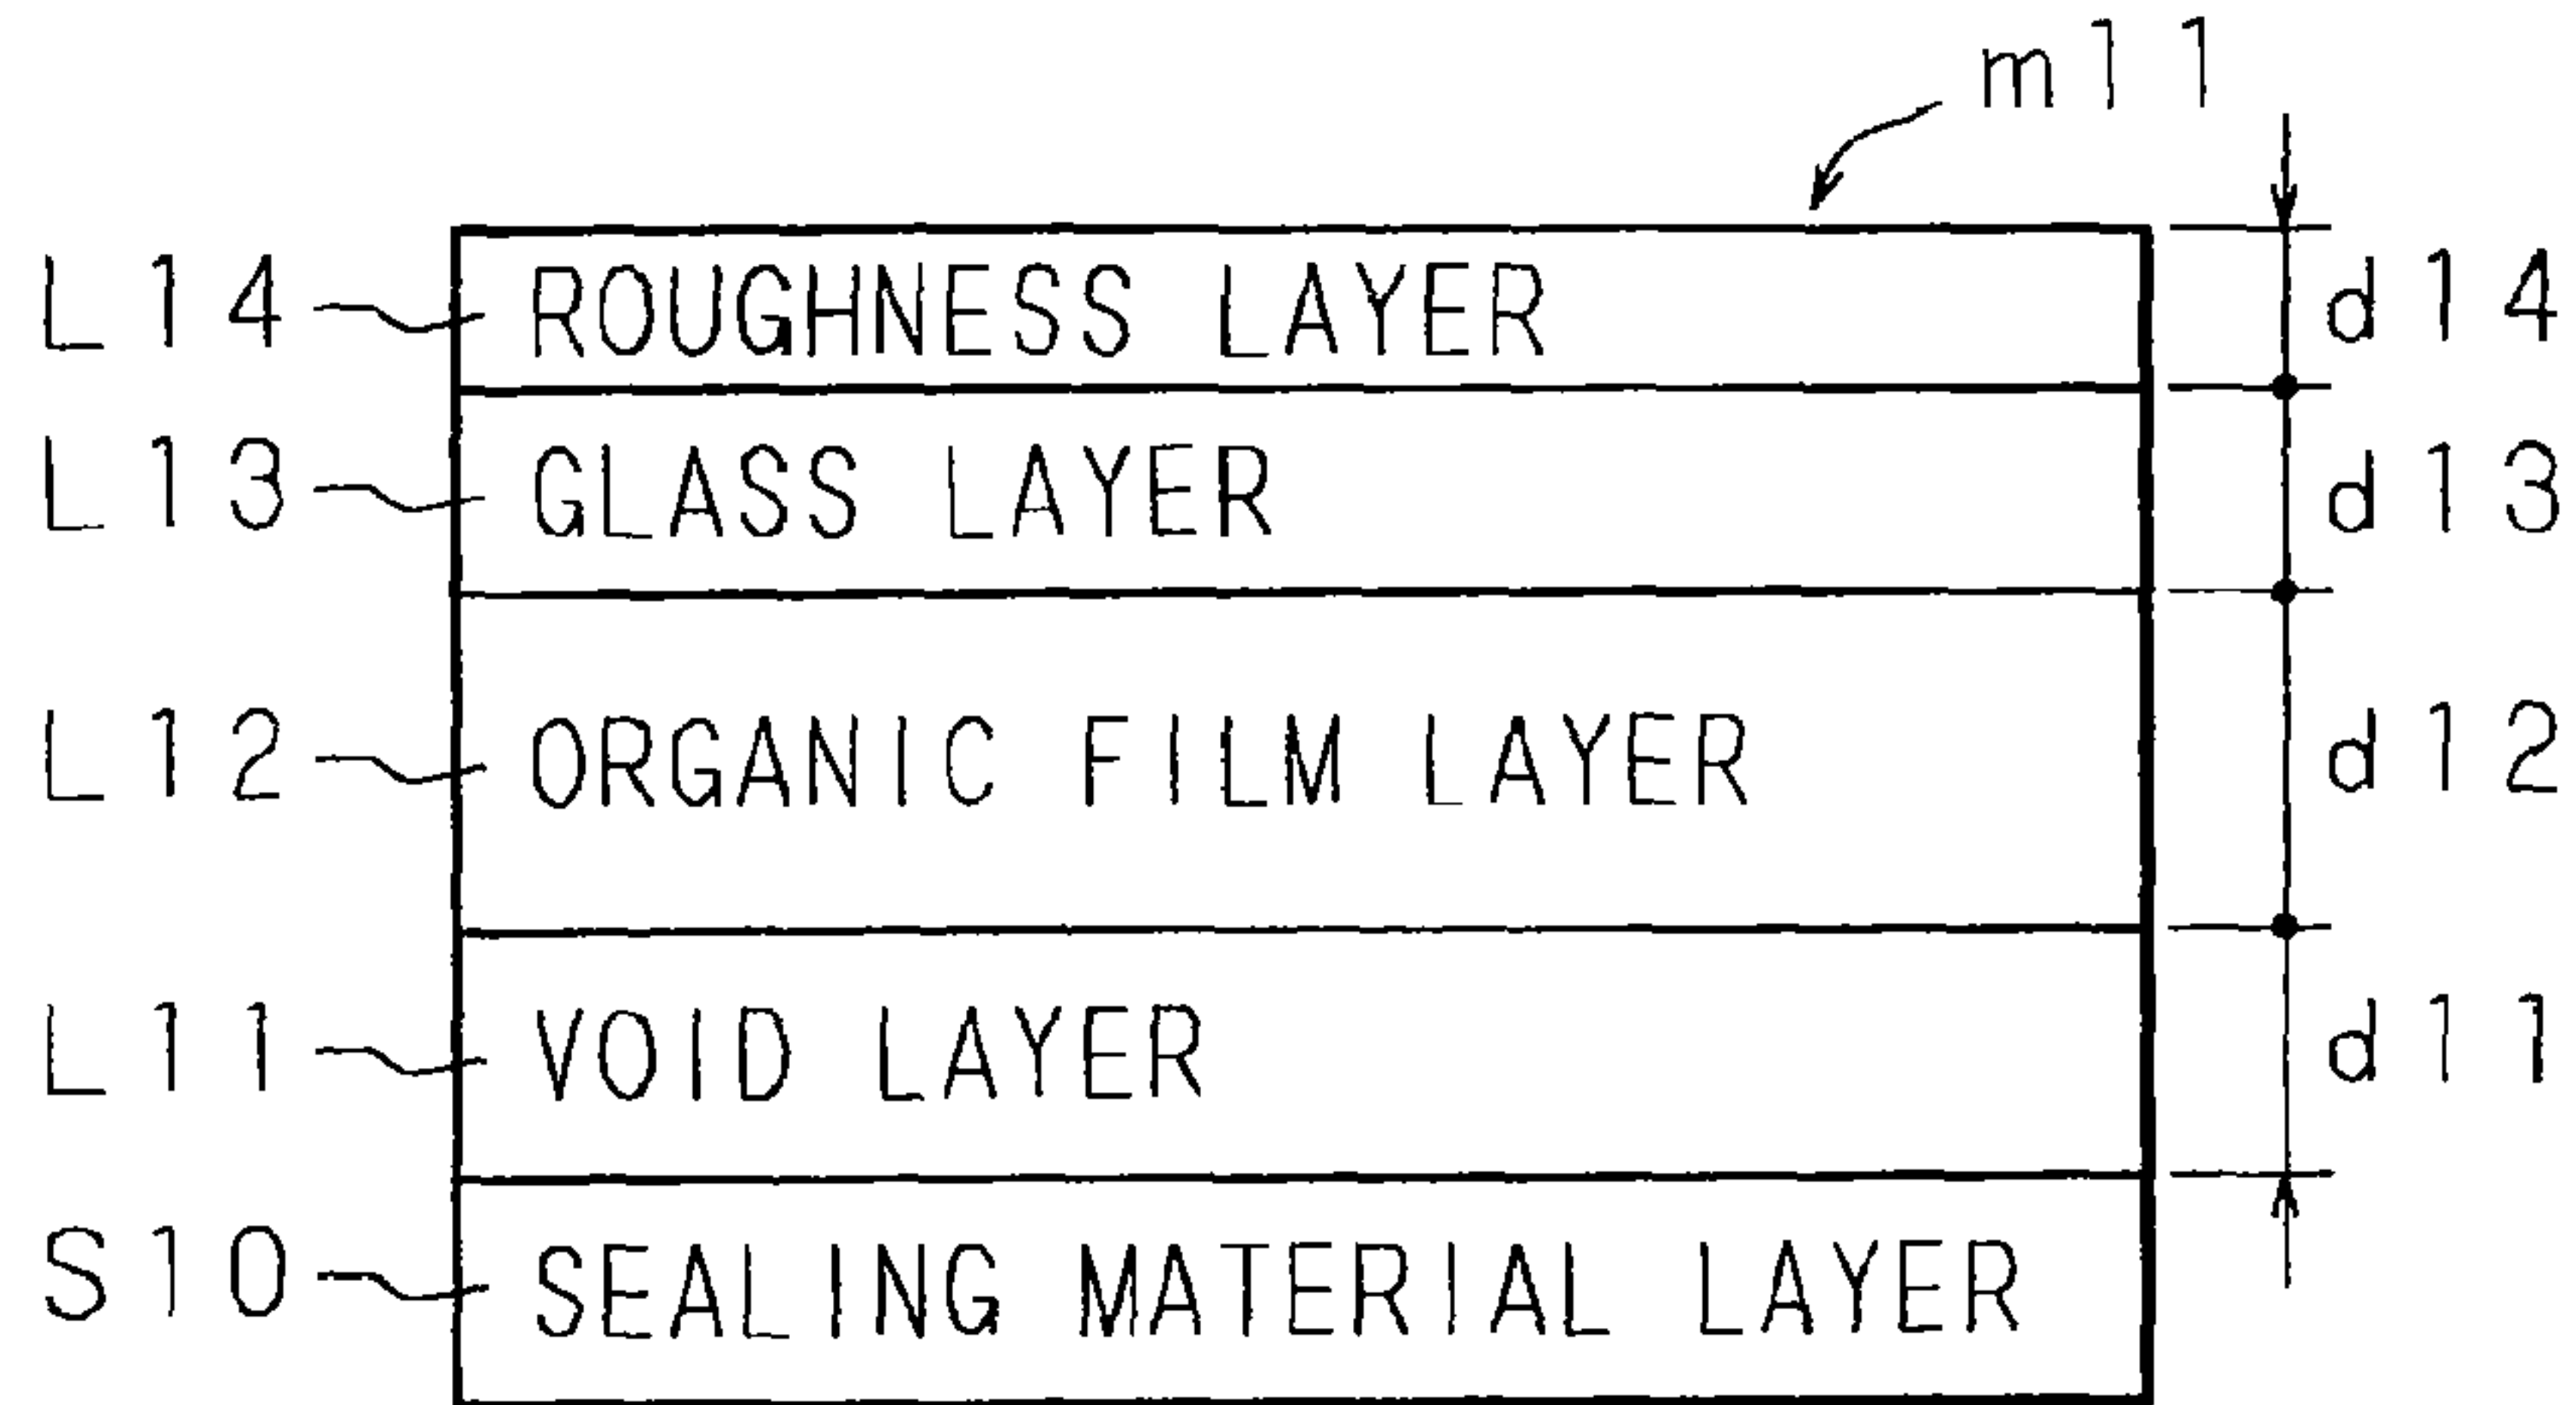 m11
L14 ROUGHNESS LAYER d14
L13 GLASS LAYER d13
L12 ORGANIC FILM LAYER d12
L11 VOID LAYER d11
S10 SEALING MATERIAL LAYER